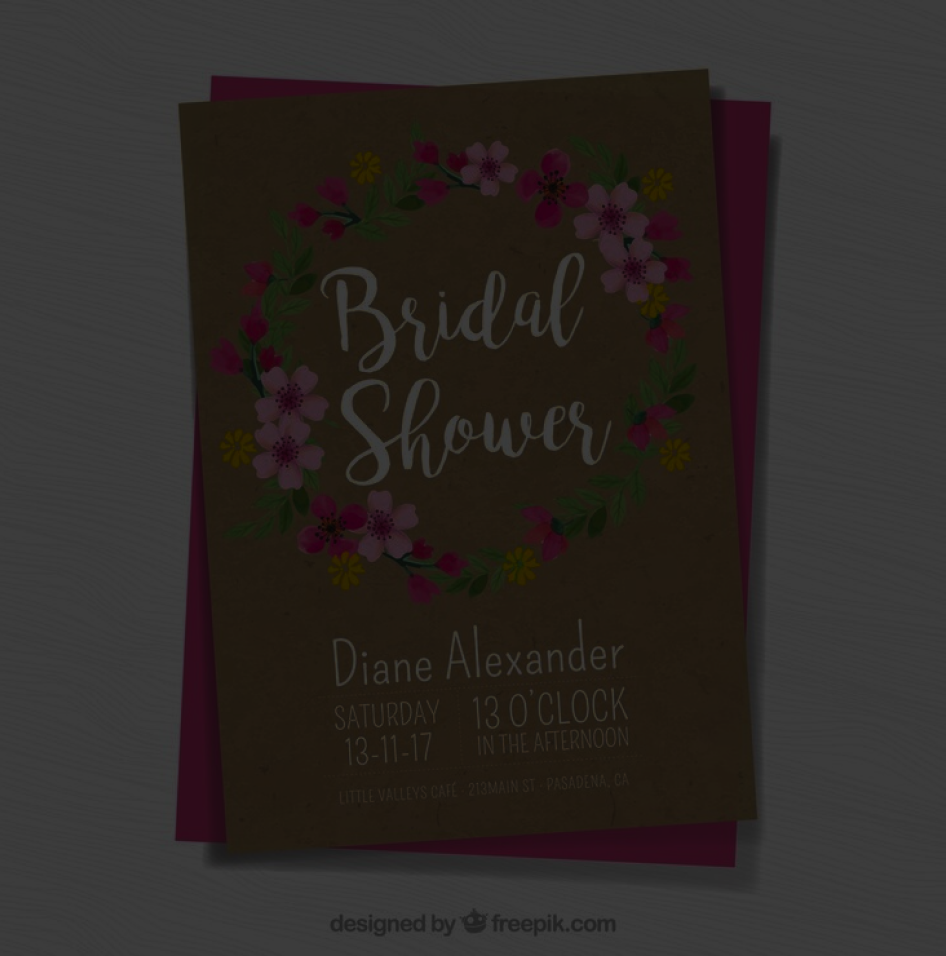 Bridal
Shower
Diane Alexander
SATURDAY
13-11-17
13 O'CLOCK
IN THE AFTERNOON
LITTLE VALLEYS CAFE - 213MAIN ST - PASADENA, CA
designed by freepik.com